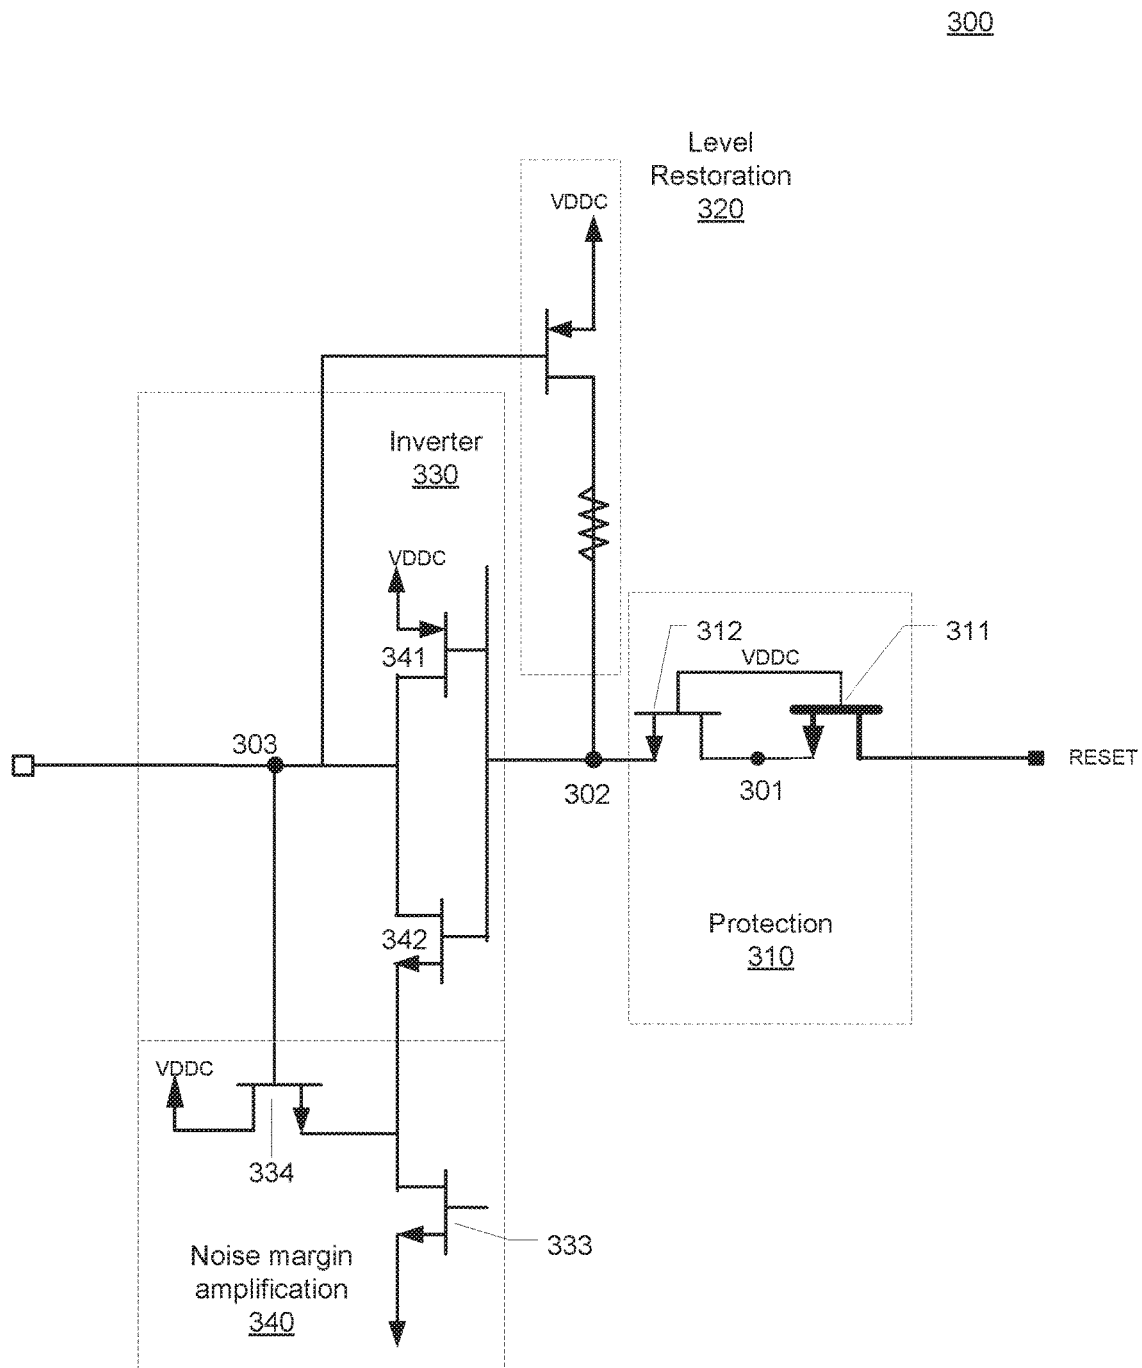 300
Level
Restoration
320
VDDC
Inverter
330
VDDC
341
312
311
VDDC
303
302
301
RESET
342
Protection
310
VDDC
334
333
Noise margin
amplification
340